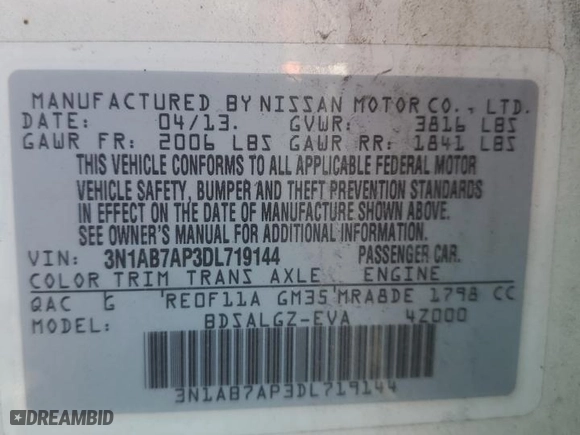 MANUFACTURED BY NISSAN MOTOR CO., LTD.
DATE: 04/13. GVWR: 3816 LBS
GAWR FR: 2006 LBS GAWR RR: 1841 LBS
THIS VEHICLE CONFORMS TO ALL APPLICABLE FEDERAL MOTOR
VEHICLE SAFETY, BUMPER AND THEFT PREVENTION STANDARDS
IN EFFECT ON THE DATE OF MANUFACTURE SHOWN ABOVE.
SEE OWNER'S MANUAL FOR ADDITIONAL INFORMATION.
VIN: 3N1AB7AP3DL719144 PASSENGER CAR.
COLOR TRIM TRANS AXLE ENGINE
QAC G RE0F11A GM35 MRA8DE 1798 CC
MODEL: BDSALGZ-EVA 4Z000
3N1AB7AP3DL719144
DREAMBID